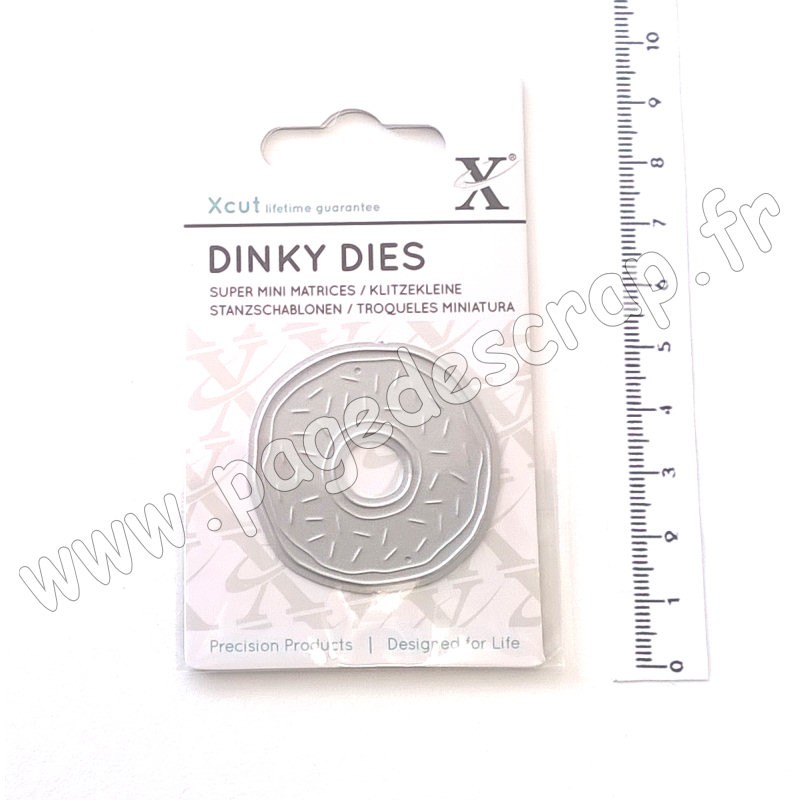 Xcut lifetime guarantee
X®
DINKY DIES
SUPER MINI MATRICES / KLITZEKLEINE
STANZSCHABLONEN / TROQUELES MINIATURA
www.pagedescrap.fr
Precision Products | Designed for Life
10
9
8
7
6
5
4
3
2
1
0